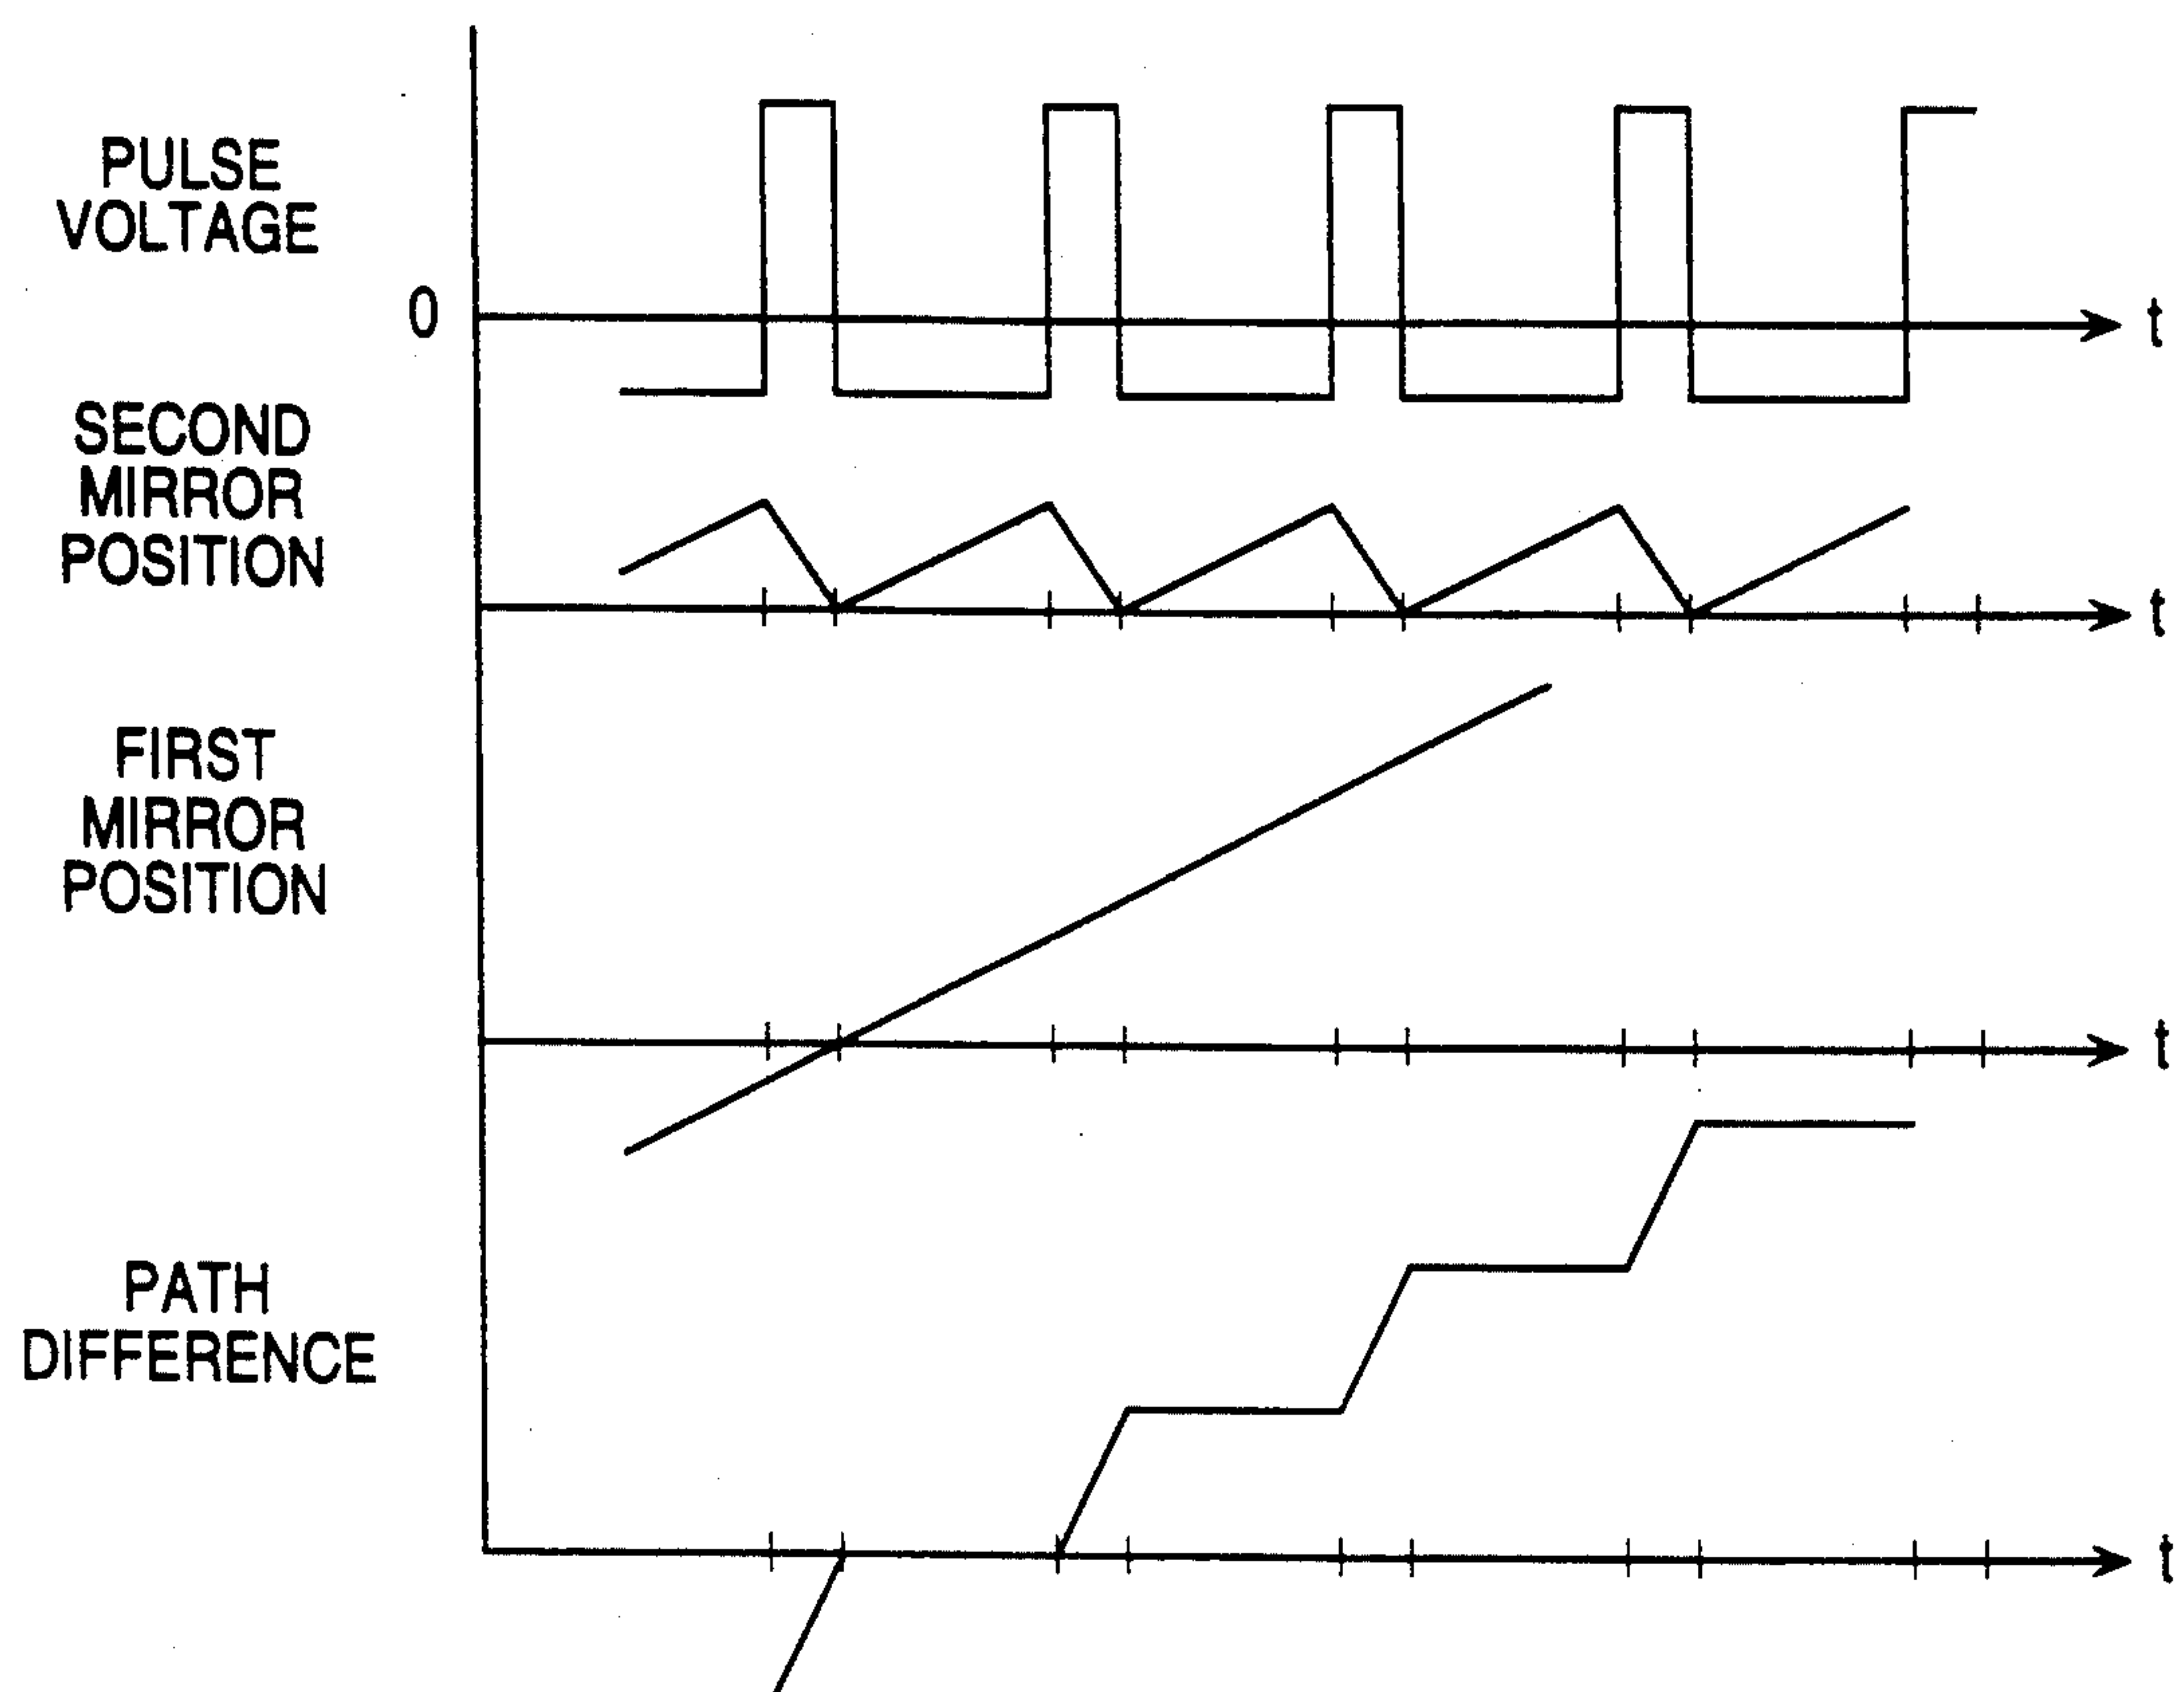 PULSE
VOLTAGE
0
t
SECOND
MIRROR
POSITION
t
FIRST
MIRROR
POSITION
t
PATH
DIFFERENCE
t